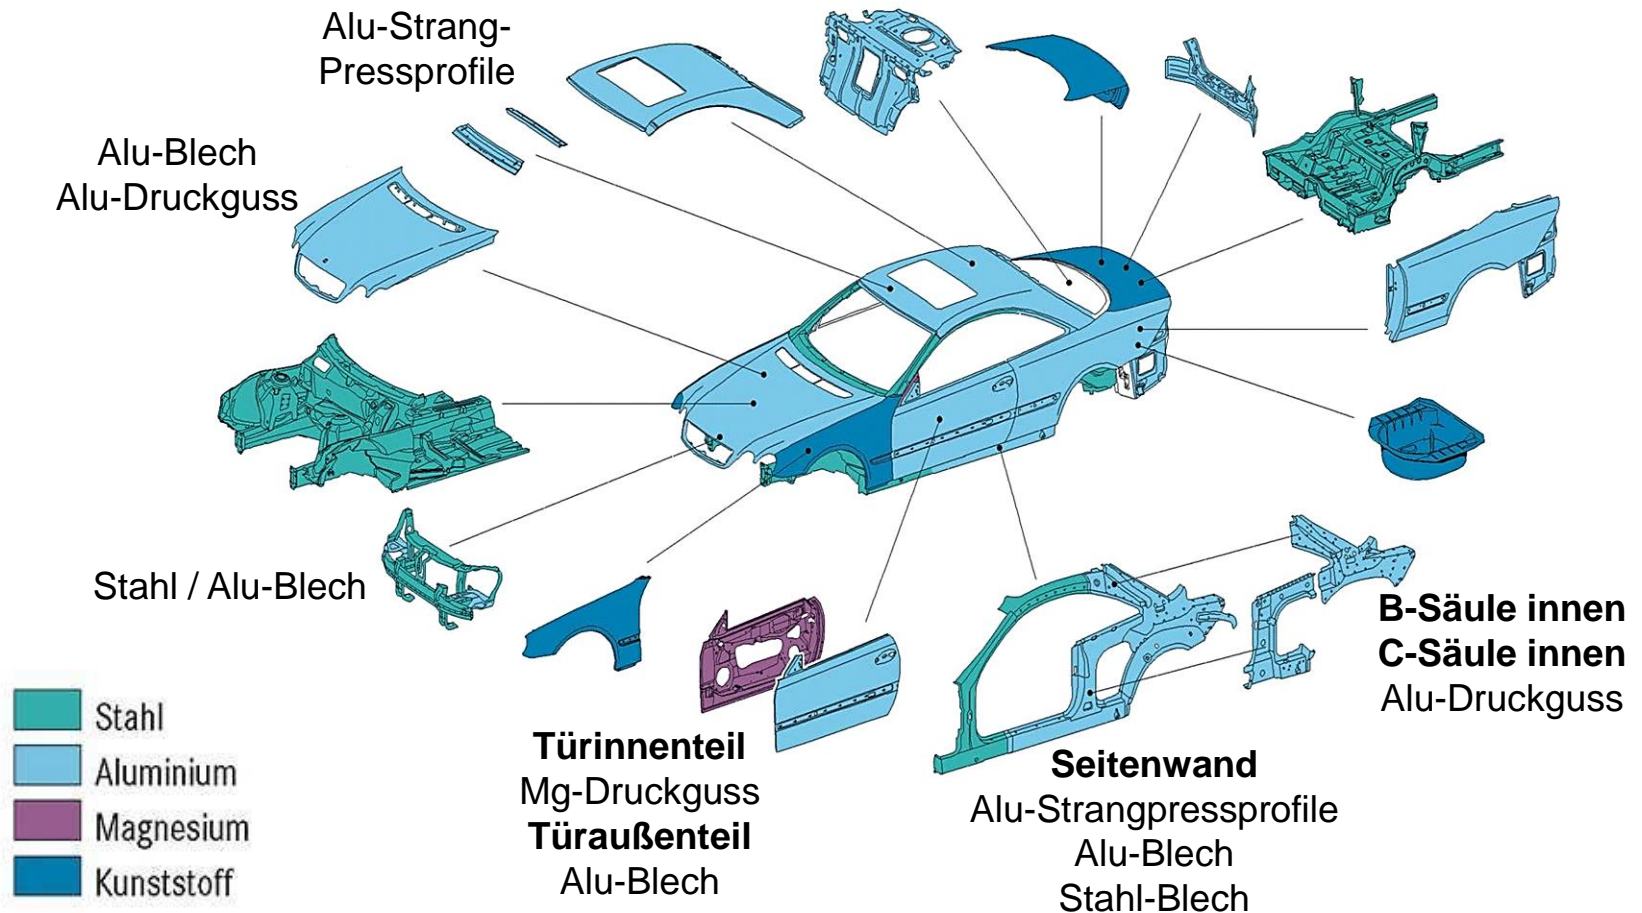 Alu-Strang-
Pressprofile
Alu-Blech
Alu-Druckguss
Stahl / Alu-Blech
B-Säule innen
C-Säule innen
Alu-Druckguss
Türinnenteil
Mg-Druckguss
Türaußenteil
Alu-Blech
Seitenwand
Alu-Strangpressprofile
Alu-Blech
Stahl-Blech
Stahl
Aluminium
Magnesium
Kunststoff